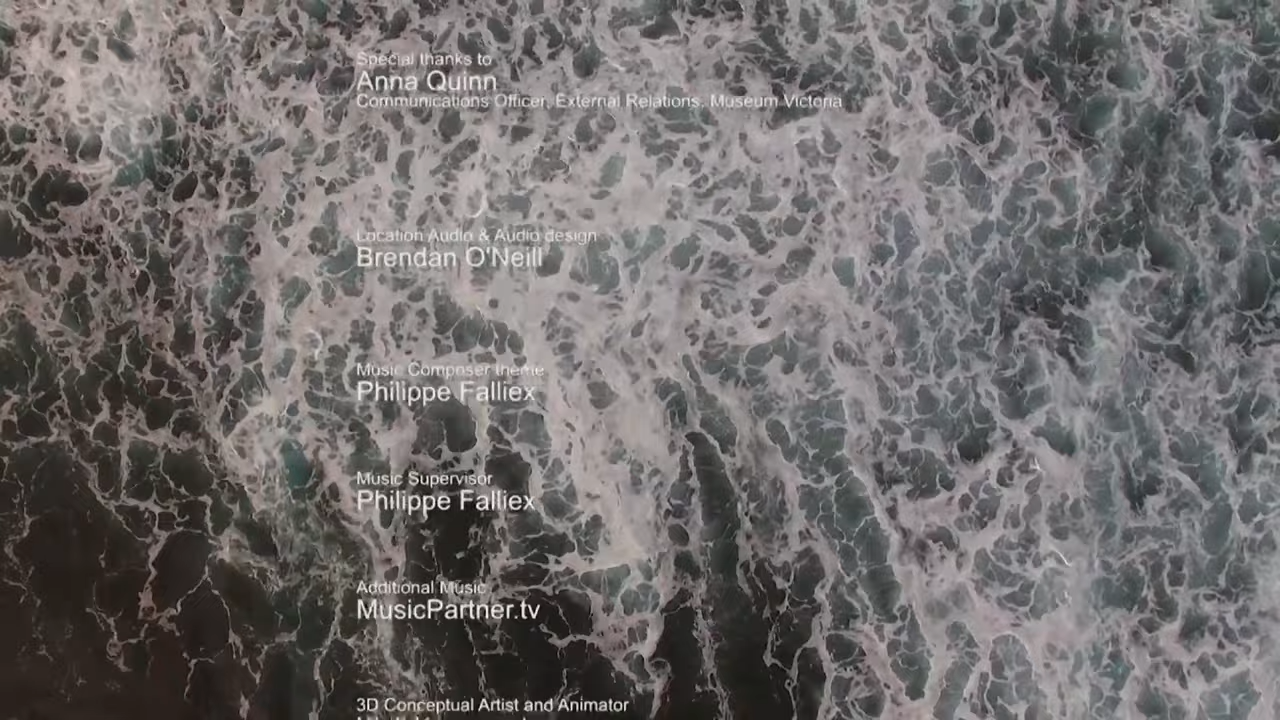 Special thanks to
Anna Quinn
Communications Officer, External Relations, Museum Victoria
Location Audio & Audio design
Brendan O'Neill
Music Composer theme
Philippe Falliex
Music Supervisor
Philippe Falliex
Additional Music
MusicPartner.tv
3D Conceptual Artist and Animator